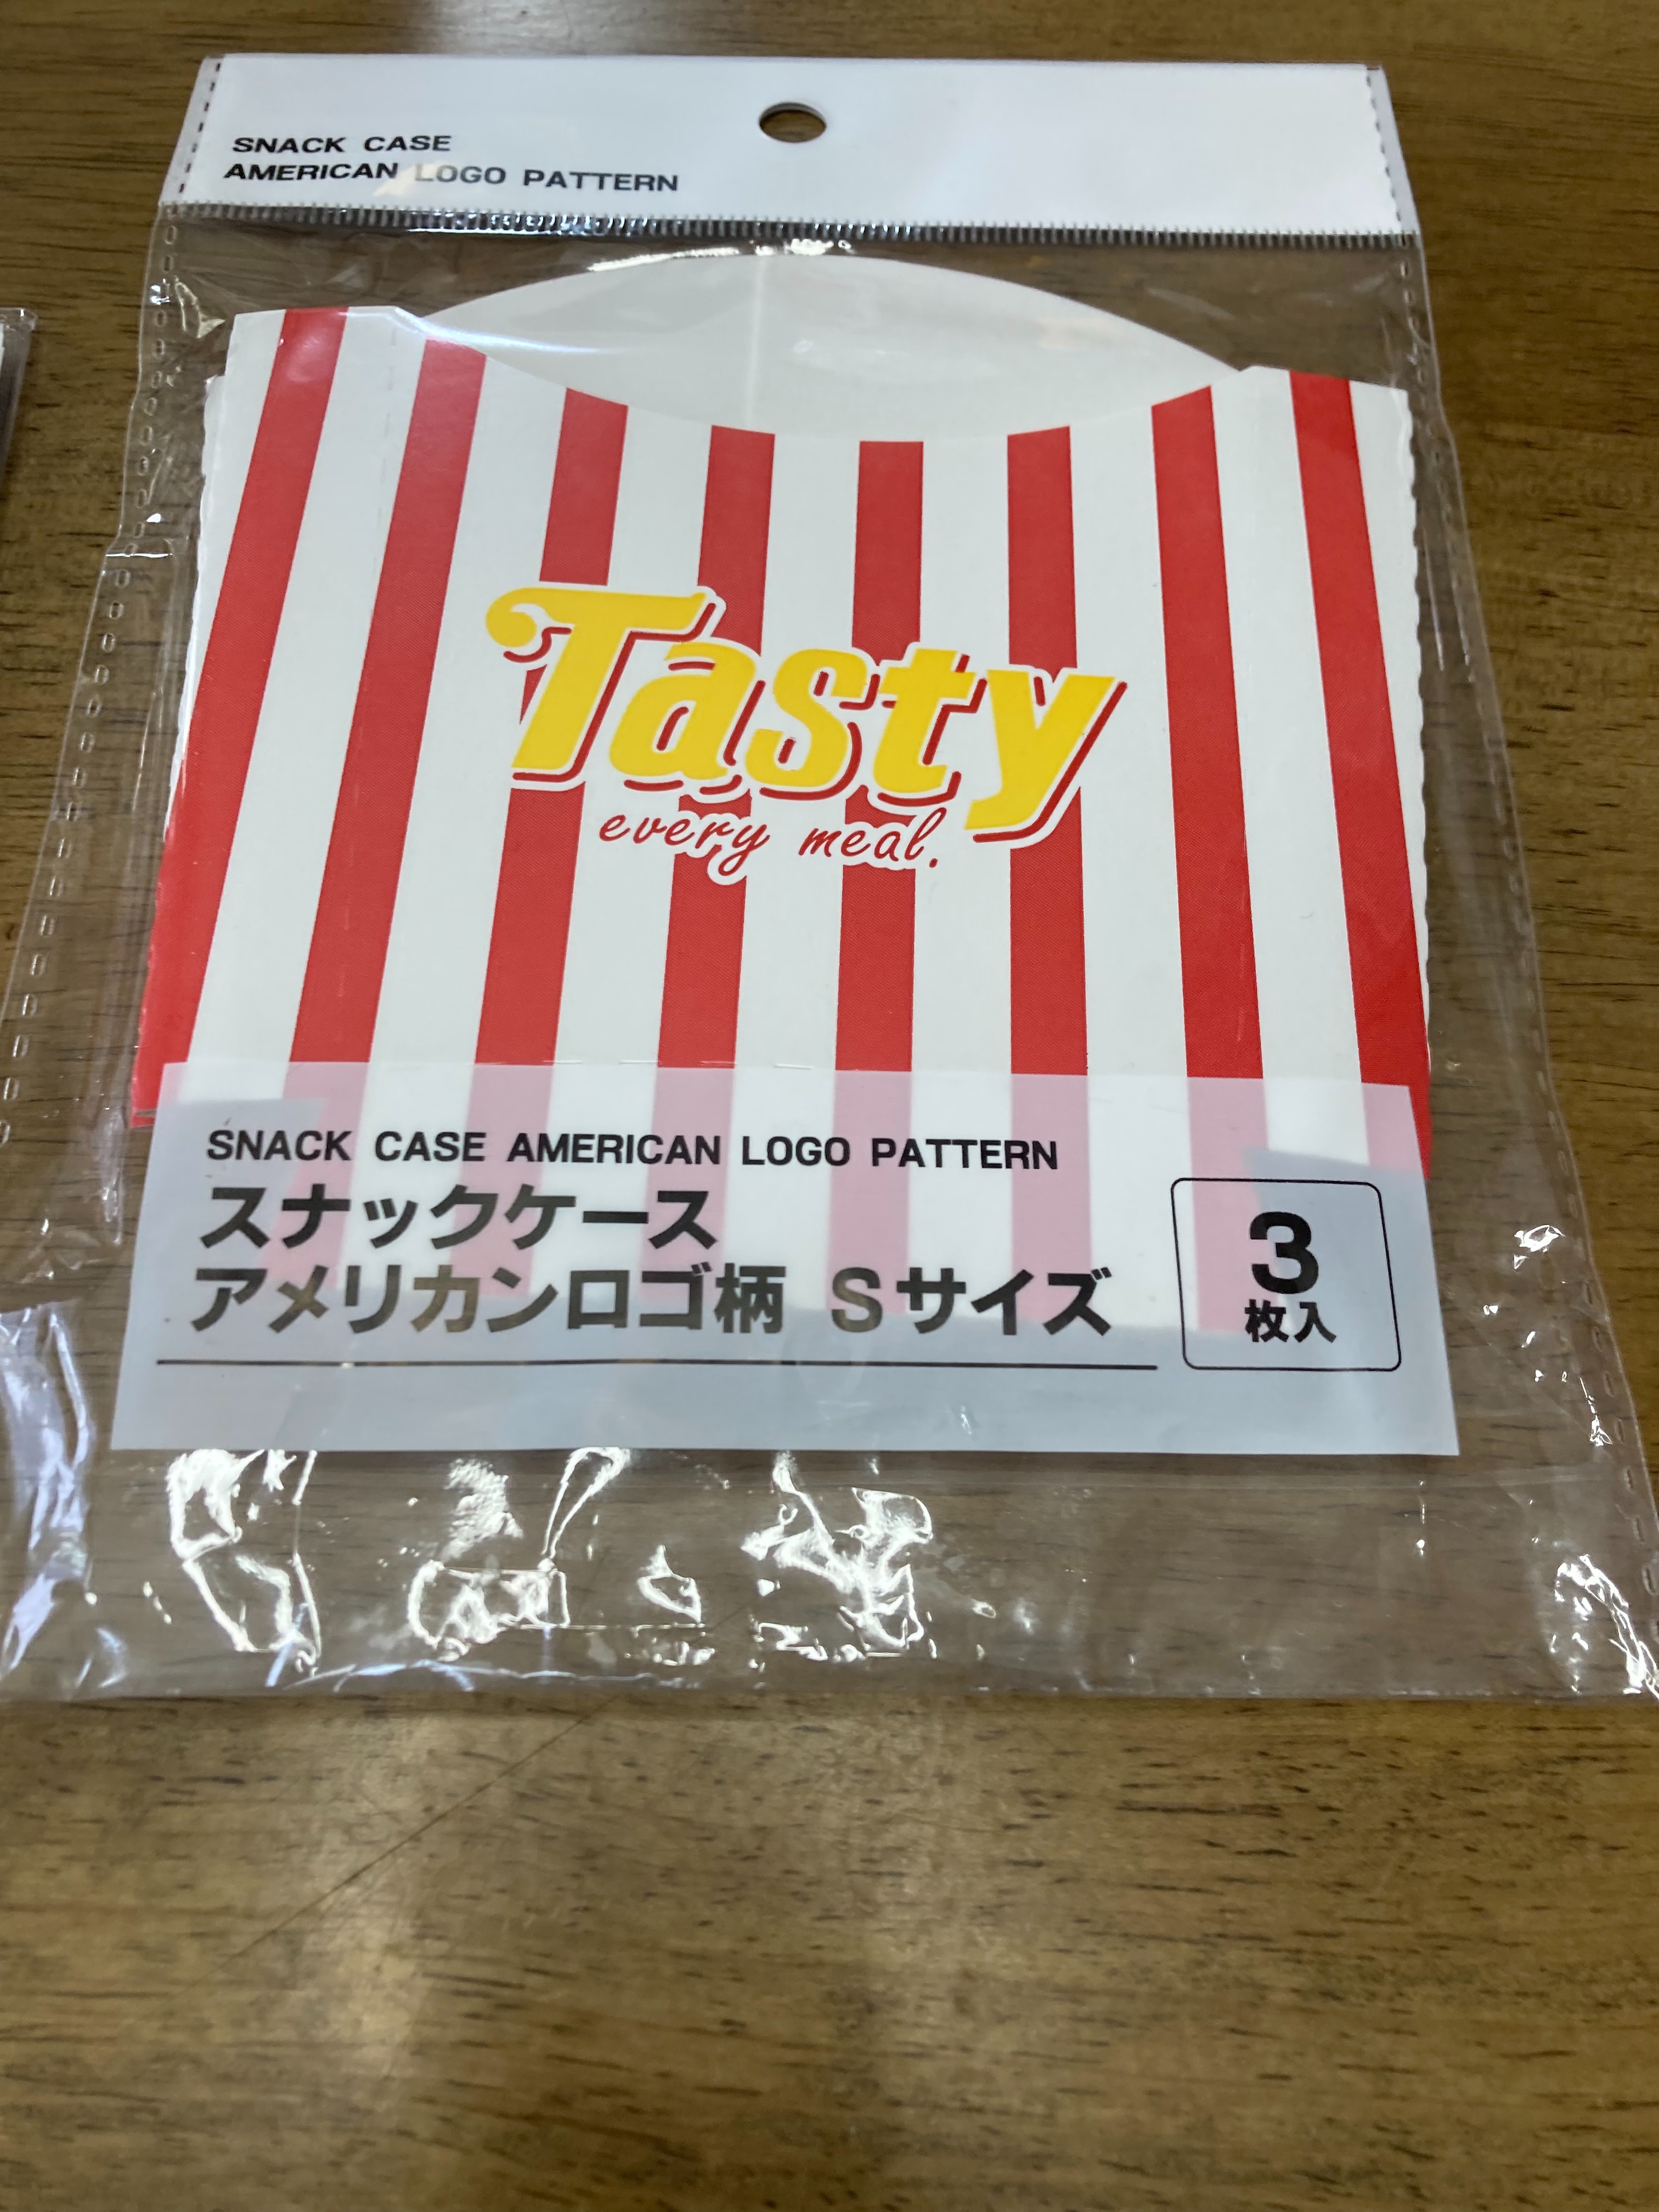 SNACK CASE
AMERICAN LOGO PATTERN
Tasty
every meal.
SNACK CASE AMERICAN LOGO PATTERN
スナックケース
アメリカンロゴ柄 Sサイズ
3
枚入